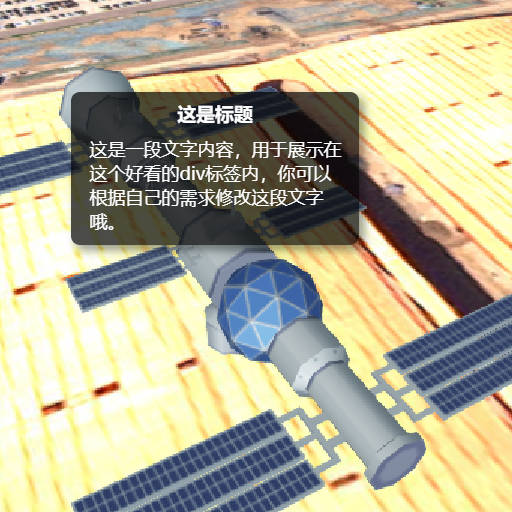 这是标题
这是一段文字内容，用于展示在
这个好看的div标签内，你可以
根据自己的需求修改这段文字
哦。